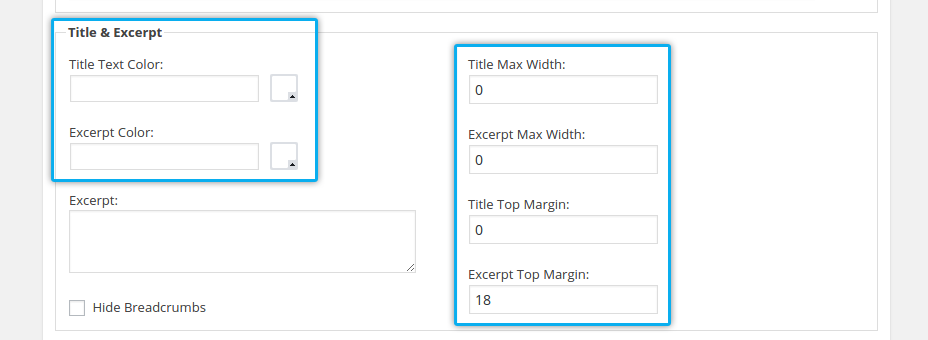 Title & Excerpt
Title Text Color:
Excerpt Color:
Excerpt:
Hide Breadcrumbs
Title Max Width:
0
Excerpt Max Width:
0
Title Top Margin:
0
Excerpt Top Margin:
18